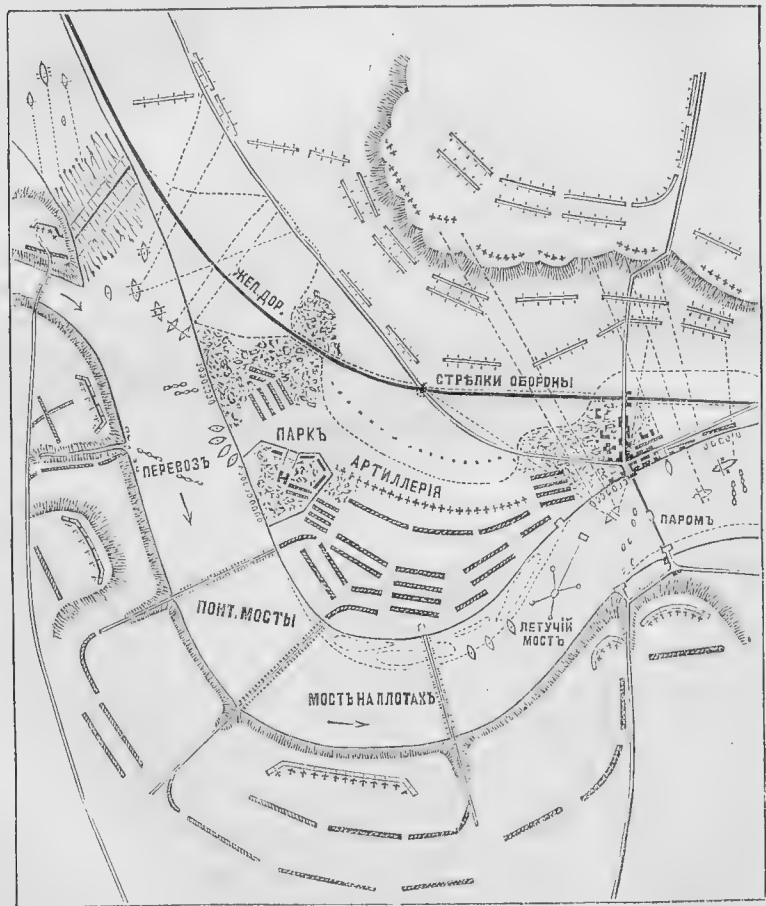 ЖЕЛ. ДОР.
СТРѢЛКИ ОБОРОНЫ
ПАРКЪ
ПЕРЕВОЗЪ
АРТИЛЛЕРІЯ
ПАРОМЪ
ПОНТ. МОСТЫ
ЛЕТУЧІЙ
МОСТЪ
МОСТЪ НА ПЛОТАХЪ